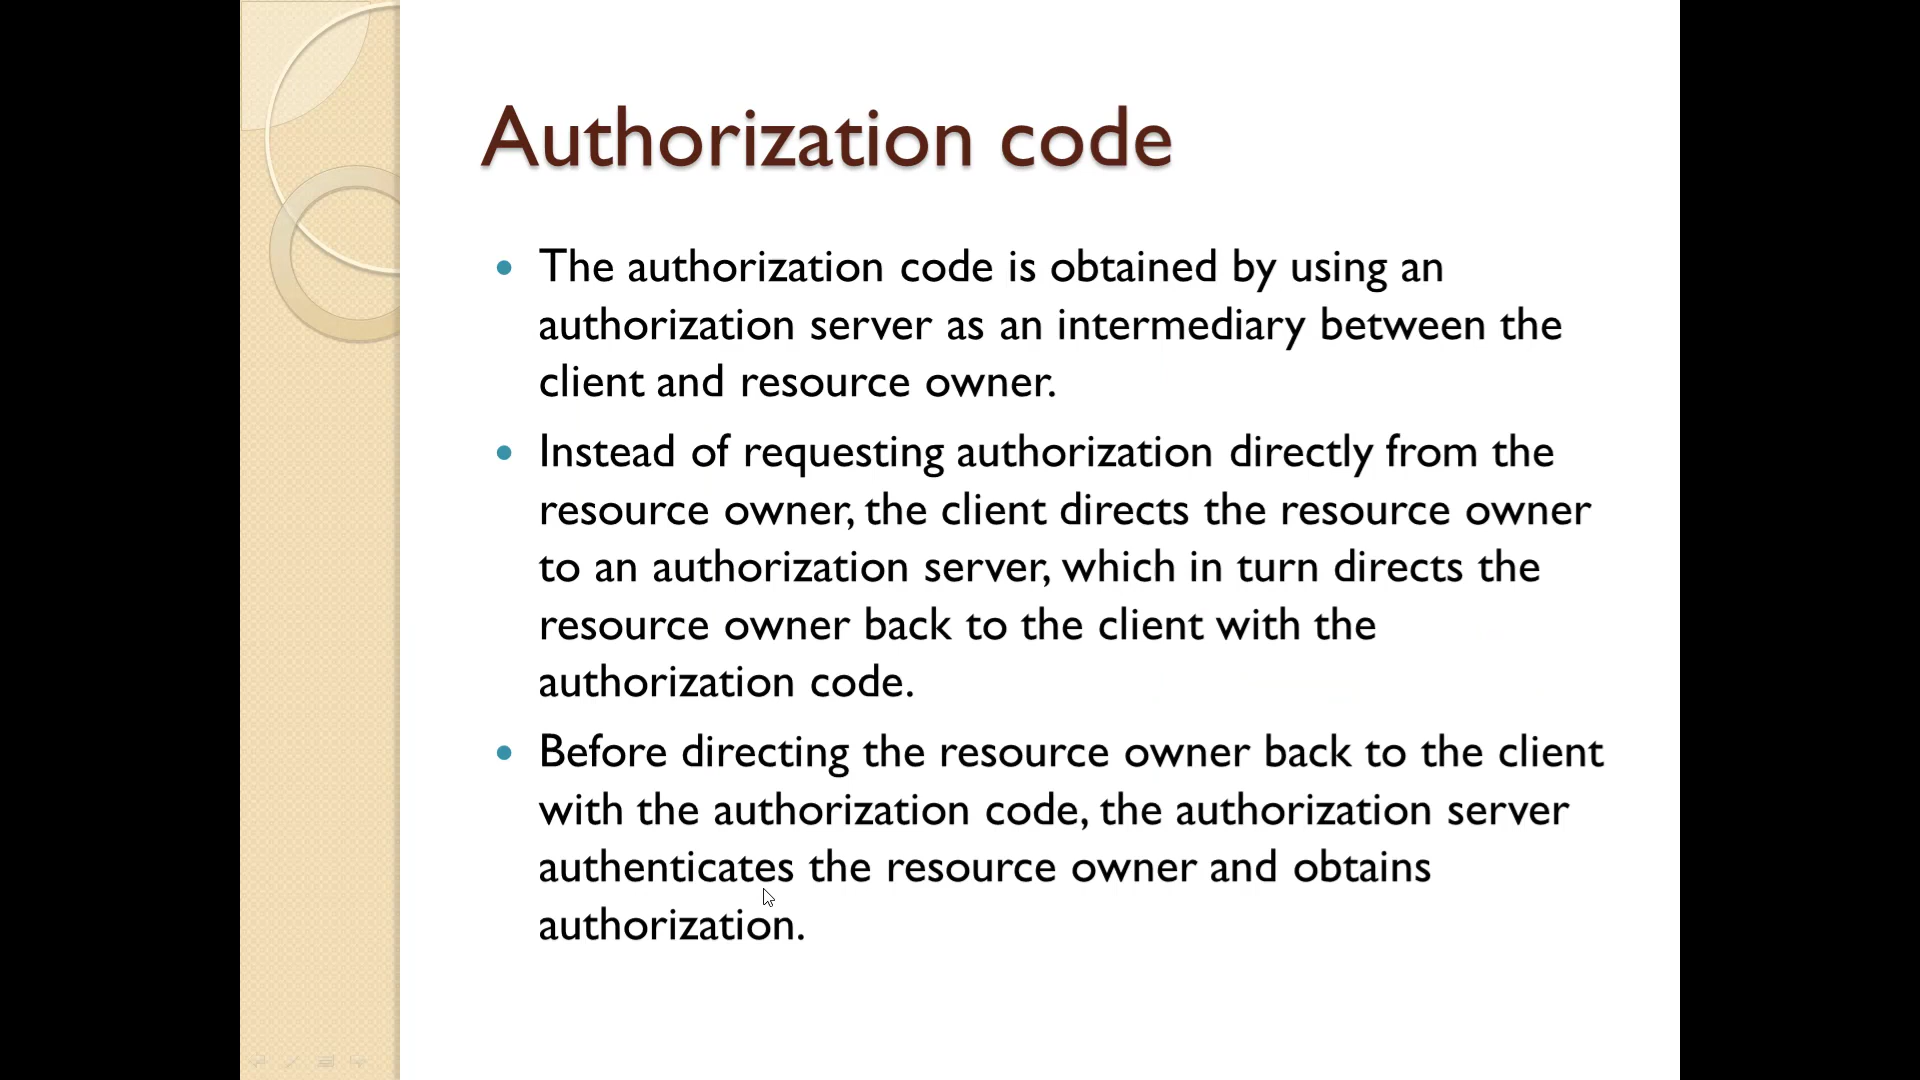 Authorization code
• The authorization code is obtained by using an
authorization server as an intermediary between the
client and resource owner.
• Instead of requesting authorization directly from the
resource owner, the client directs the resource owner
to an authorization server, which in turn directs the
resource owner back to the client with the
authorization code.
• Before directing the resource owner back to the client
with the authorization code, the authorization server
authenticates the resource owner and obtains
authorization.